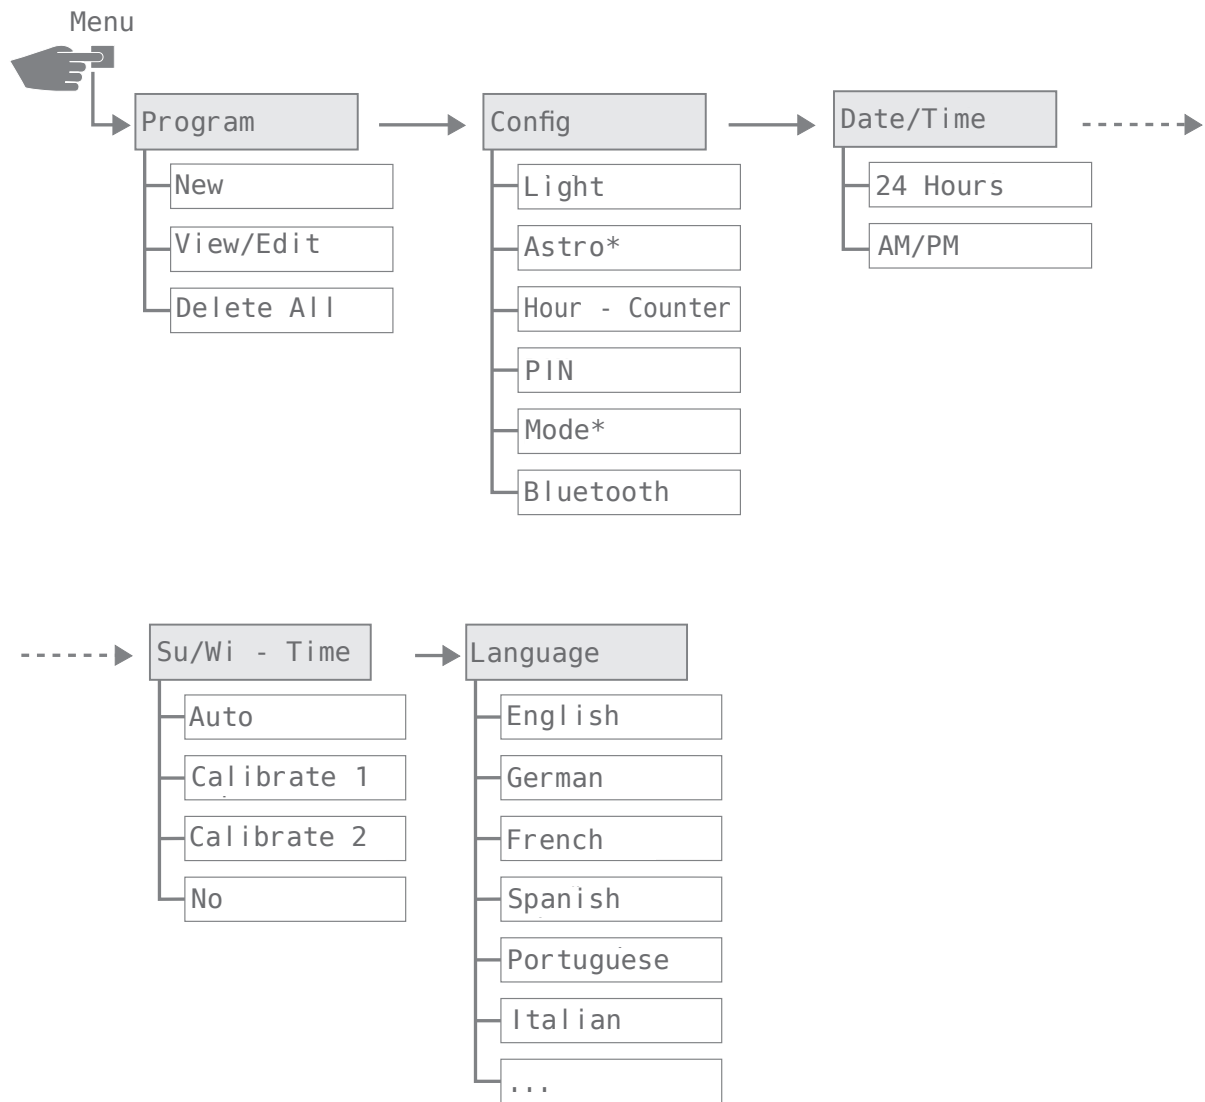 Menu
Program
New
View/Edit
Delete All
Config
Light
Astro*
Hour - Counter
PIN
Mode*
Bluetooth
Date/Time
24 Hours
AM/PM
Su/Wi - Time
Auto
Calibrate 1
Calibrate 2
No
Language
English
German
French
Spanish
Portuguese
Italian
...